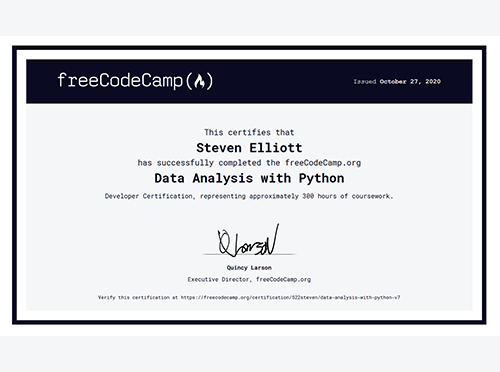 freeCodeCamp(🔥)
Issued October 27, 2020
This certifies that
Steven Elliott
has successfully completed the freeCodeCamp.org
Data Analysis with Python
Developer Certification, representing approximately 300 hours of coursework.
Q Larson
Quincy Larson
Executive Director, freeCodeCamp.org
Verify this certification at https://freecodecamp.org/certification/522steven/data-analysis-with-python-v7